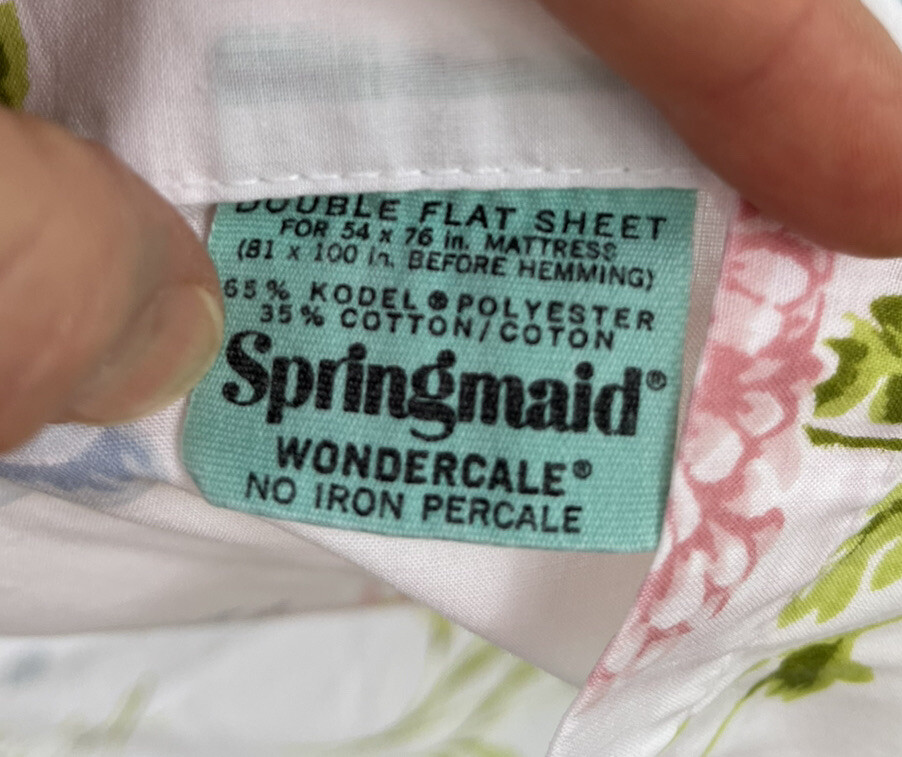 DOUBLE FLAT SHEET
FOR 54 x 76 in. MATTRESS
(81 x 100 in. BEFORE HEMMING)
65% KODEL® POLYESTER
35% COTTON/COTON
Springmaid®
WONDERCALE®
NO IRON PERCALE